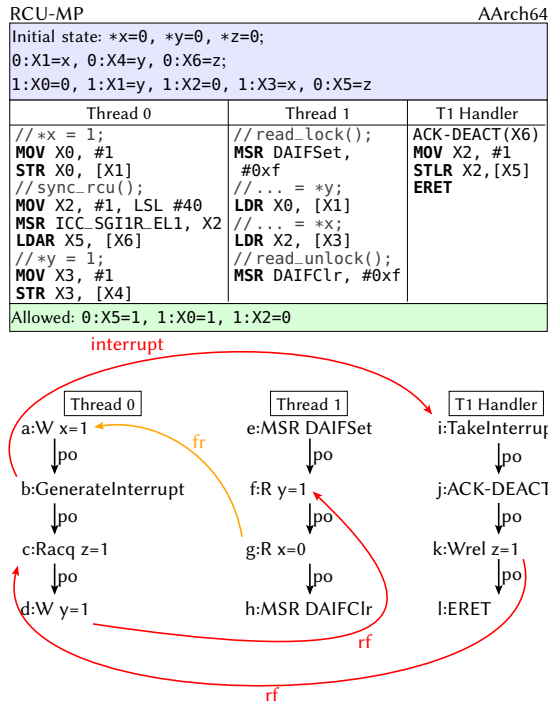 RCU-MP AArch64
Initial state: *x=0, *y=0, *z=0;
0:X1=x, 0:X4=y, 0:X6=z;
1:X0=0, 1:X1=y, 1:X2=0, 1:X3=x, 0:X5=z
Thread 0 Thread 1 T1 Handler
//*x = 1;
MOV X0, #1
STR X0, [X1]
//sync_rcu();
MOV X2, #1, LSL #40
MSR ICC_SGI1R_EL1, X2
LDAR X5, [X6]
//*y = 1;
MOV X3, #1
STR X3, [X4]
//read_lock();
MSR DAIFSet,
#0xf
//... = *y;
LDR X0, [X1]
//... = *x;
LDR X2, [X3]
//read_unlock();
MSR DAIFClr, #0xf
ACK-DEACT(X6)
MOV X2, #1
STLR X2,[X5]
ERET
Allowed: 0:X5=1, 1:X0=1, 1:X2=0
interrupt
Thread 0
a:W x=1
po
b:GenerateInterrupt
po
c:Racq z=1
po
d:W y=1
fr
Thread 1
e:MSR DAIFSet
po
f:R y=1
po
g:R x=0
po
h:MSR DAIFClr
rf
T1 Handler
i:TakeInterrup
po
j:ACK-DEACT
po
k:Wrel z=1
po
l:ERET
rf